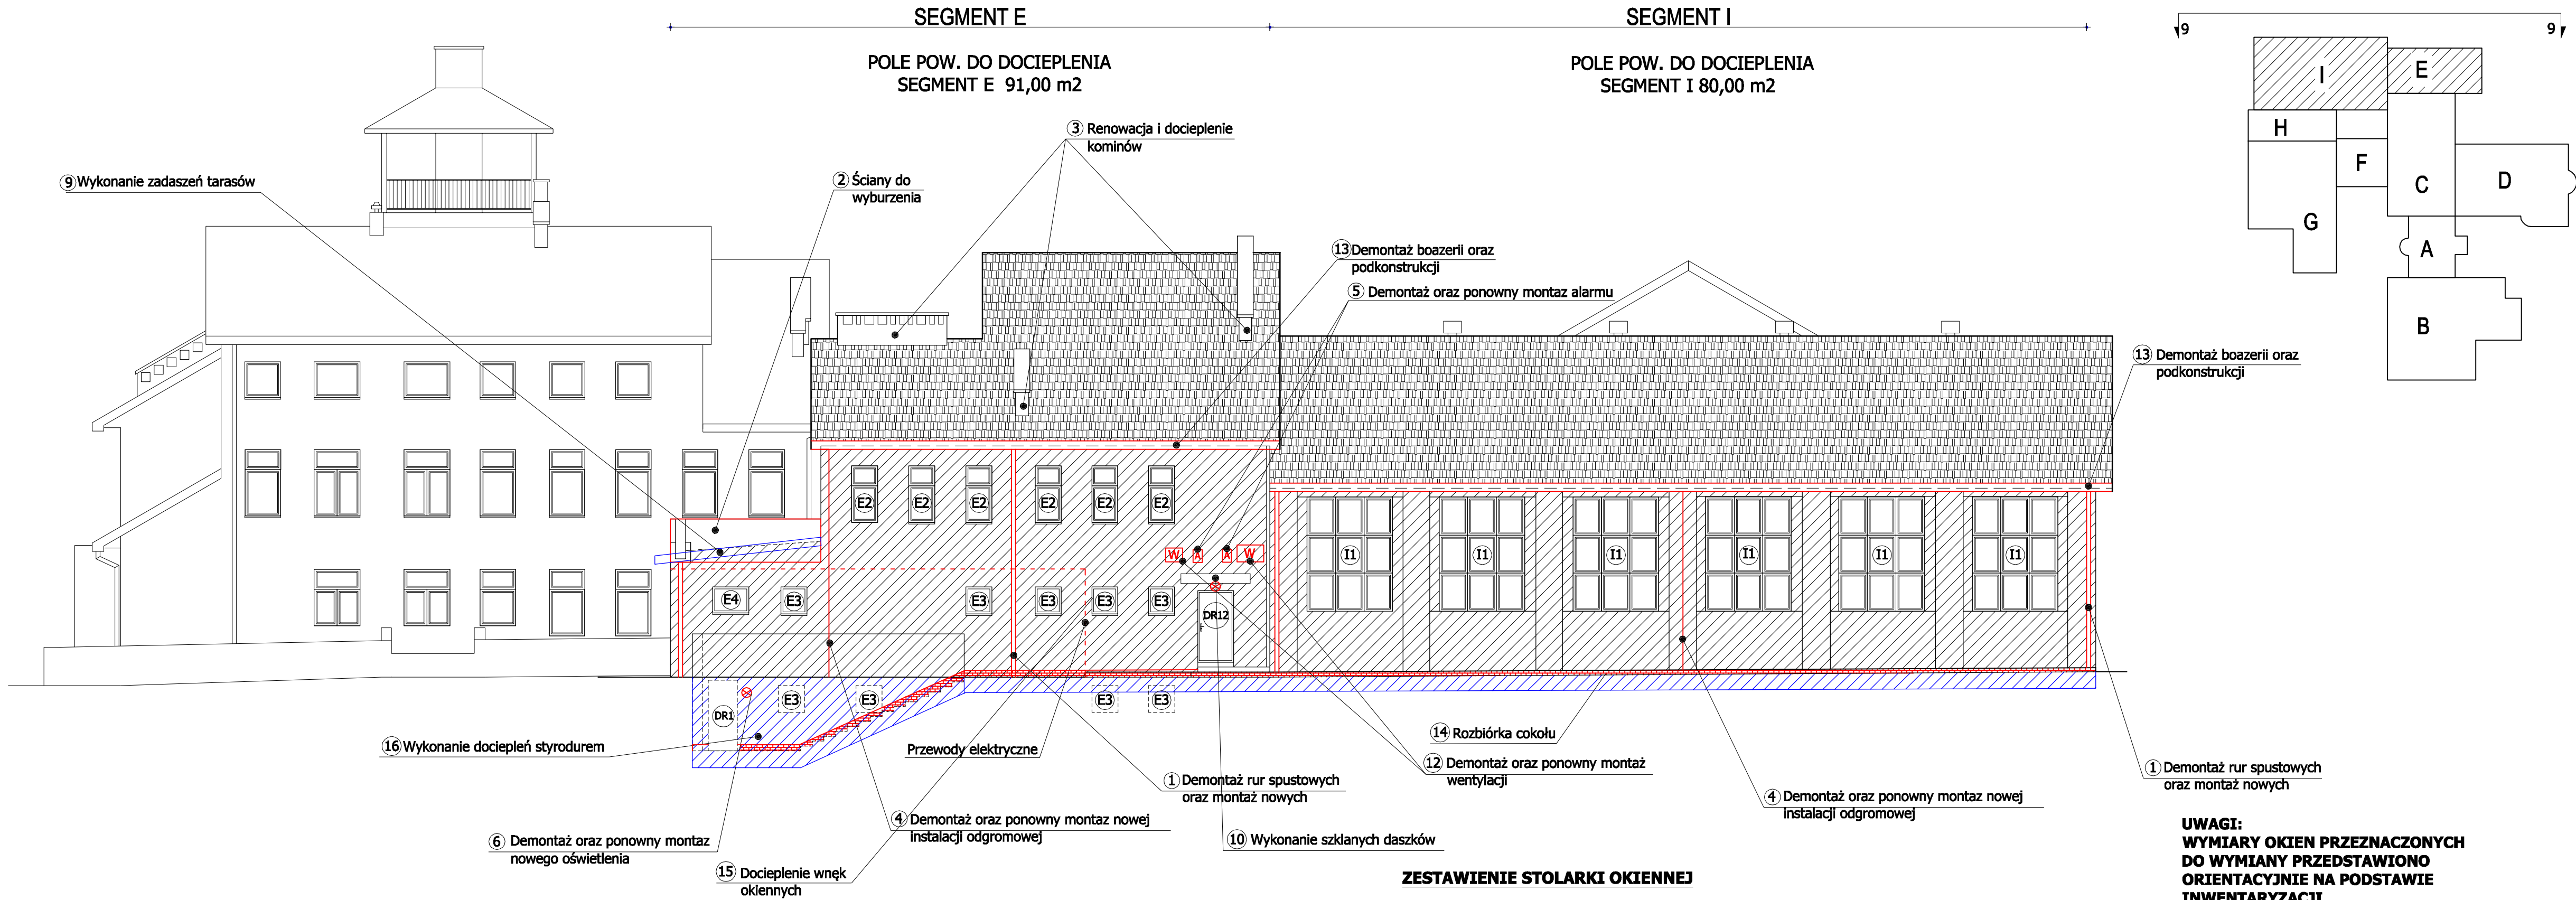 SEGMENT E
SEGMENT I
POLE POW. DO DOCIEPLENIA
SEGMENT E 91,00 m2
POLE POW. DO DOCIEPLENIA
SEGMENT I 80,00 m2
9
9
I
E
H
F
C
D
G
A
B
3 Renowacja i docieplenie
kominów
9 Wykonanie zadaszeń tarasów
2 Ściany do
wyburzenia
13 Demontaż boazerii oraz
podkonstrukcji
5 Demontaż oraz ponowny montaz alarmu
13 Demontaż boazerii oraz
podkonstrukcji
E2
E2
E2
E2
E2
E2
W
A
A
W
I1
I1
I1
I1
I1
I1
E4
E3
E3
E3
E3
E3
DR12
DR1
E3
E3
E3
E3
16 Wykonanie dociepleń styrodurem
Przewody elektryczne
14 Rozbiórka cokołu
12 Demontaż oraz ponowny montaż
wentylacji
1 Demontaż rur spustowych
oraz montaż nowych
1 Demontaż rur spustowych
oraz montaż nowych
4 Demontaż oraz ponowny montaz nowej
instalacji odgromowej
4 Demontaż oraz ponowny montaz nowej
instalacji odgromowej
6 Demontaż oraz ponowny montaz
nowego oświetlenia
10 Wykonanie szklanych daszków
15 Docieplenie wnęk
okiennych
ZESTAWIENIE STOLARKI OKIENNEJ
UWAGI:
WYMIARY OKIEN PRZEZNACZONYCH
DO WYMIANY PRZEDSTAWIONO
ORIENTACYJNIE NA PODSTAWIE
INWENTARYZACJI